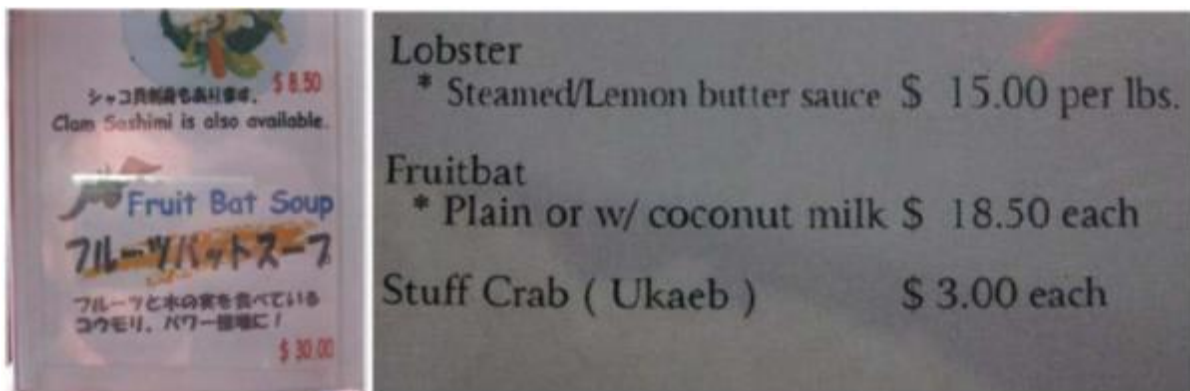 $ 8.50
シャコ貝刺身もあります。
Clam Sashimi is also available.
Fruit Bat Soup
フルーツバットスープ
フルーツと木の実を食べている
コウモリ、パワー
$ 30.00
Lobster
* Steamed/Lemon butter sauce $ 15.00 per lbs.
Fruitbat
* Plain or w/ coconut milk $ 18.50 each
Stuff Crab ( Ukaeb ) $ 3.00 each